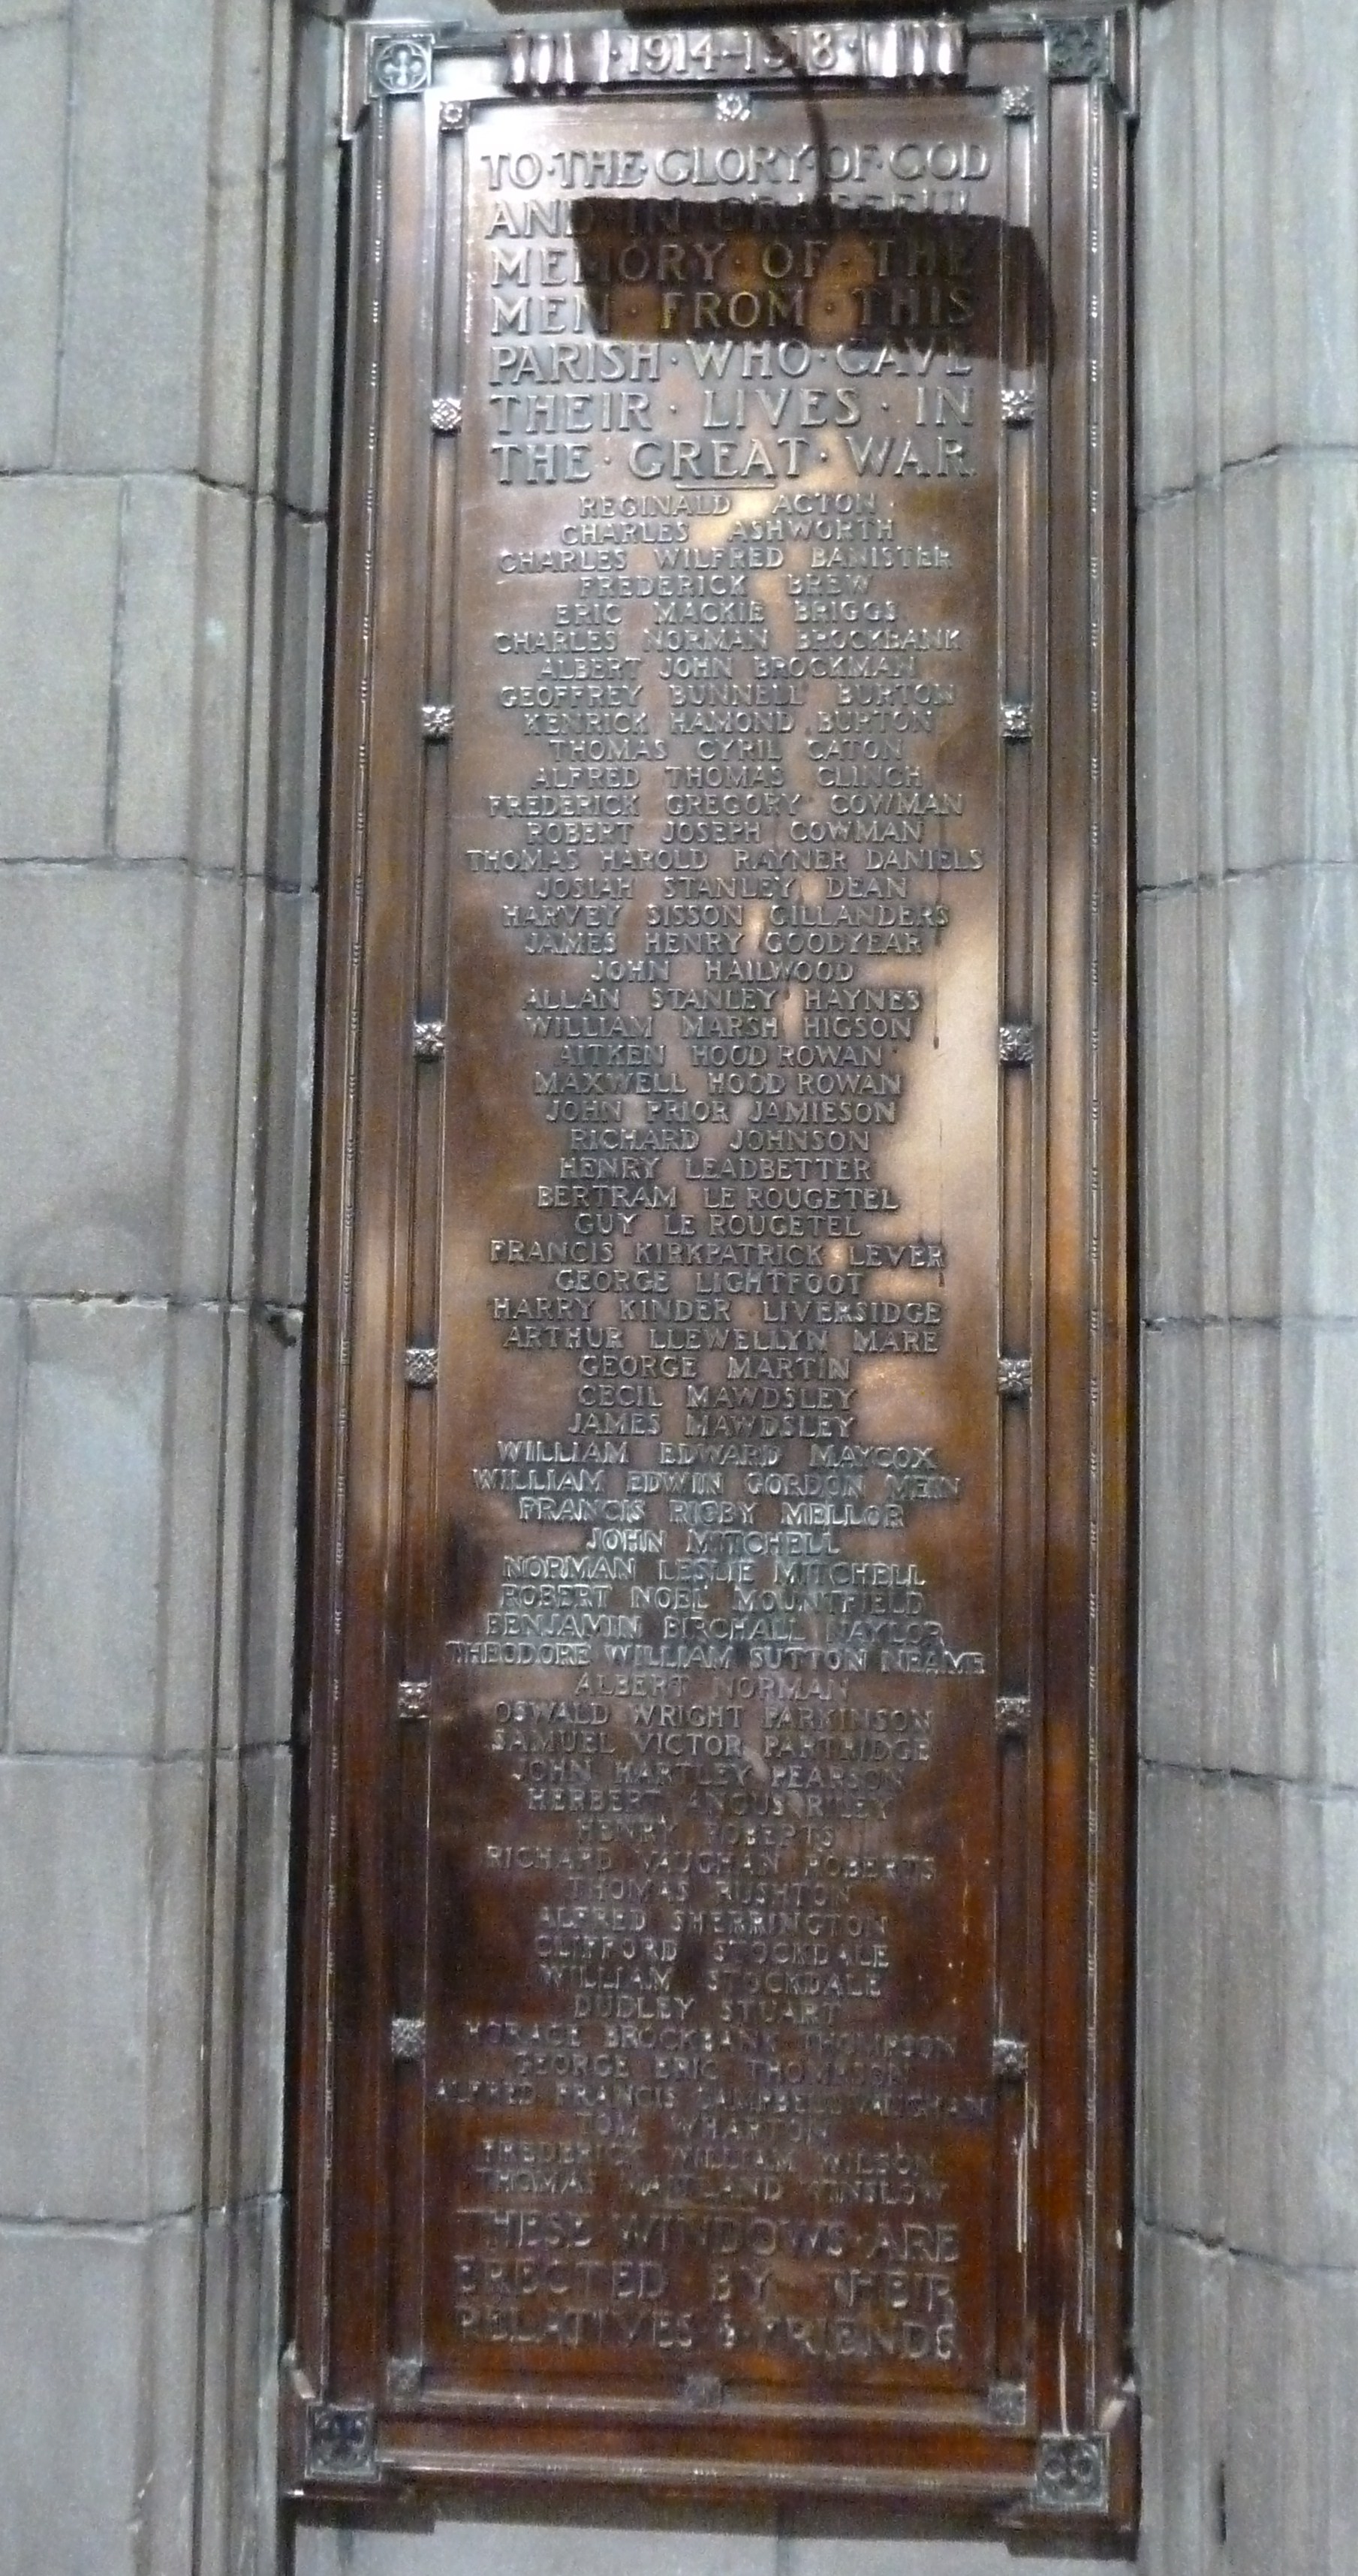 ·1914–1918·
TO·THE·GLORY·OF·GOD
AND·IN·GRATEFUL
MEMORY·OF·THE
MEN·FROM·THIS
PARISH·WHO·GAVE
THEIR·LIVES·IN
THE·GREAT·WAR.
REGINALD ACTON
CHARLES ASHWORTH
CHARLES WILFRED BANISTER
FREDERICK BREW
ERIC MACKIE BRIGGS
CHARLES NORMAN BROCKBANK
ALBERT JOHN BROCKMAN
GEOFFREY BUNNELL BURTON
KENRICK HAMOND BURTON
THOMAS CYRIL CATON
ALFRED THOMAS CLINCH
FREDERICK GREGORY COWMAN
ROBERT JOSEPH COWMAN
THOMAS HAROLD RAYNER DANIELS
JOSIAH STANLEY DEAN
HARVEY SISSON GILLANDERS
JAMES HENRY GOODYEAR
JOHN HAILWOOD
ALLAN STANLEY HAYNES
WILLIAM MARSH HIGSON
AITKEN HOOD ROWAN
MAXWELL HOOD ROWAN
JOHN PRIOR JAMIESON
RICHARD JOHNSON
HENRY LEADBETTER
BERTRAM LE ROUGETEL
GUY LE ROUGETEL
FRANCIS KIRKPATRICK LEVER
GEORGE LIGHTFOOT
HARRY KINDER LIVERSIDGE
ARTHUR LLEWELLYN MARE
GEORGE MARTIN
CECIL MAWDSLEY
JAMES MAWDSLEY
WILLIAM EDWARD MAYCOX
WILLIAM EDWIN GORDON MEIN
FRANCIS RIGBY MELLOR
JOHN MITCHELL
NORMAN LESLIE MITCHELL
ROBERT NOEL MOUNTFIELD
BENJAMIN BIRCHALL NAYLOR
THEODORE WILLIAM SUTTON NEAME
ALBERT NORMAN
OSWALD WRIGHT PARKINSON
SAMUEL VICTOR PARTRIDGE
JOHN HARTLEY PEARSON
HERBERT ANGUS RILEY
HENRY ROBERTS
RICHARD VAUGHAN ROBERTS
THOMAS RUSHTON
ALFRED SHERRINGTON
CLIFFORD STOCKDALE
WILLIAM STOCKDALE
DUDLEY STUART
HORACE BROCKBANK THOMPSON
GEORGE ERIC THOMPSON
ALFRED FRANCIS CAMPBELL VAUGHAN
TOM WHARTON
FREDERICK WILLIAM WILSON
THOMAS MAITLAND WINSLOW
THESE·WINDOWS·ARE
ERECTED BY THEIR
RELATIVES·&·FRIENDS.